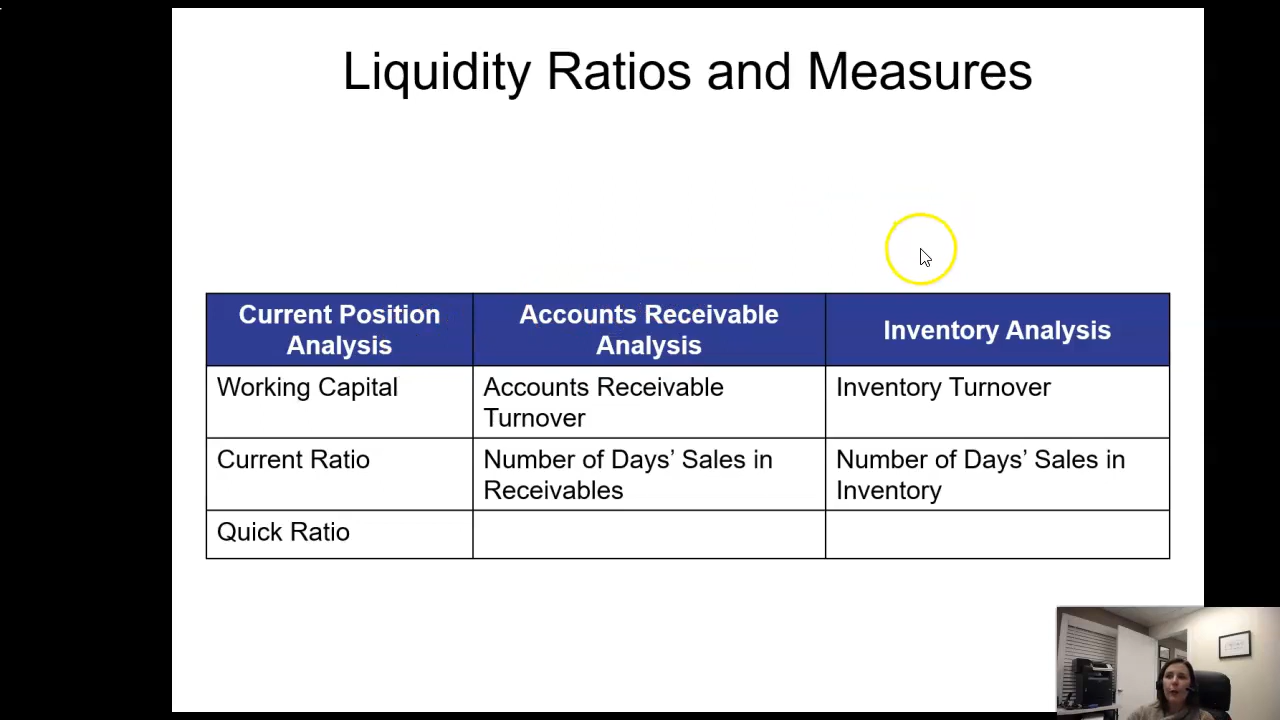 Liquidity Ratios and Measures
Current Position
Analysis
Accounts Receivable
Analysis
Inventory Analysis
Working Capital
Accounts Receivable
Turnover
Inventory Turnover
Current Ratio
Number of Days’ Sales in
Receivables
Number of Days’ Sales in
Inventory
Quick Ratio